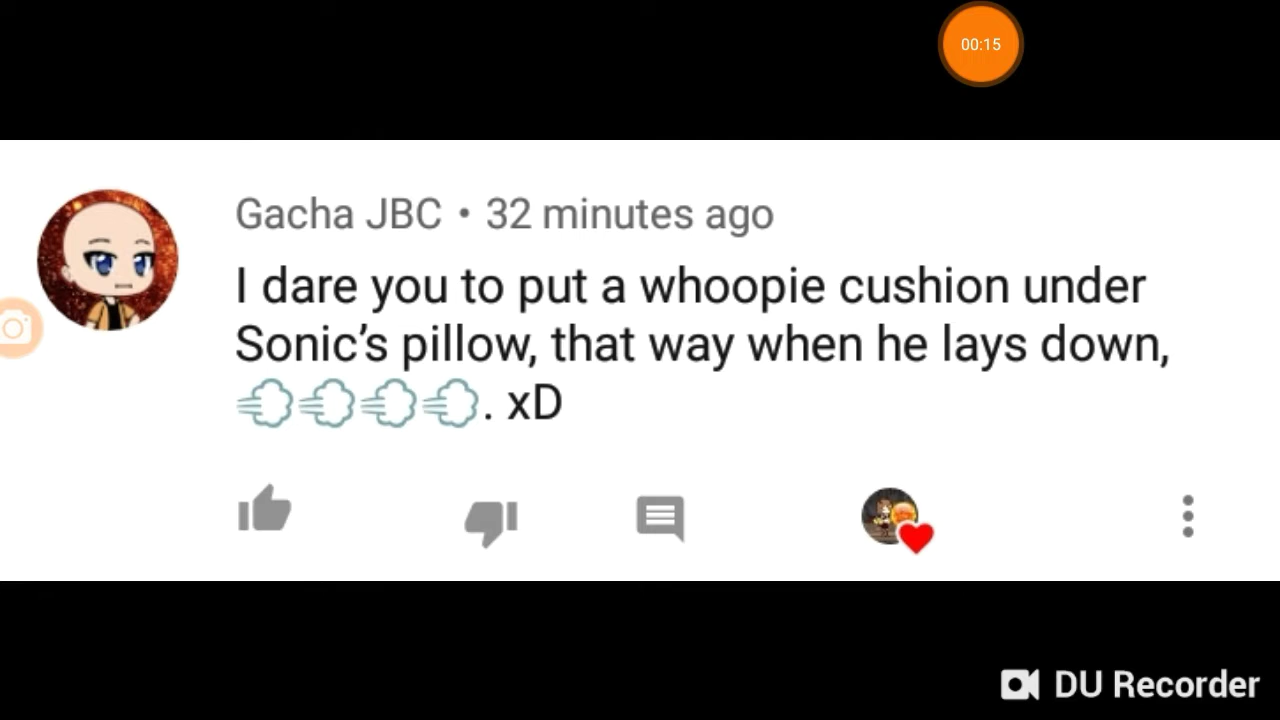 00:15
Gacha JBC • 32 minutes ago
I dare you to put a whoopie cushion under
Sonic’s pillow, that way when he lays down,
💨💨💨💨. xD
DU Recorder